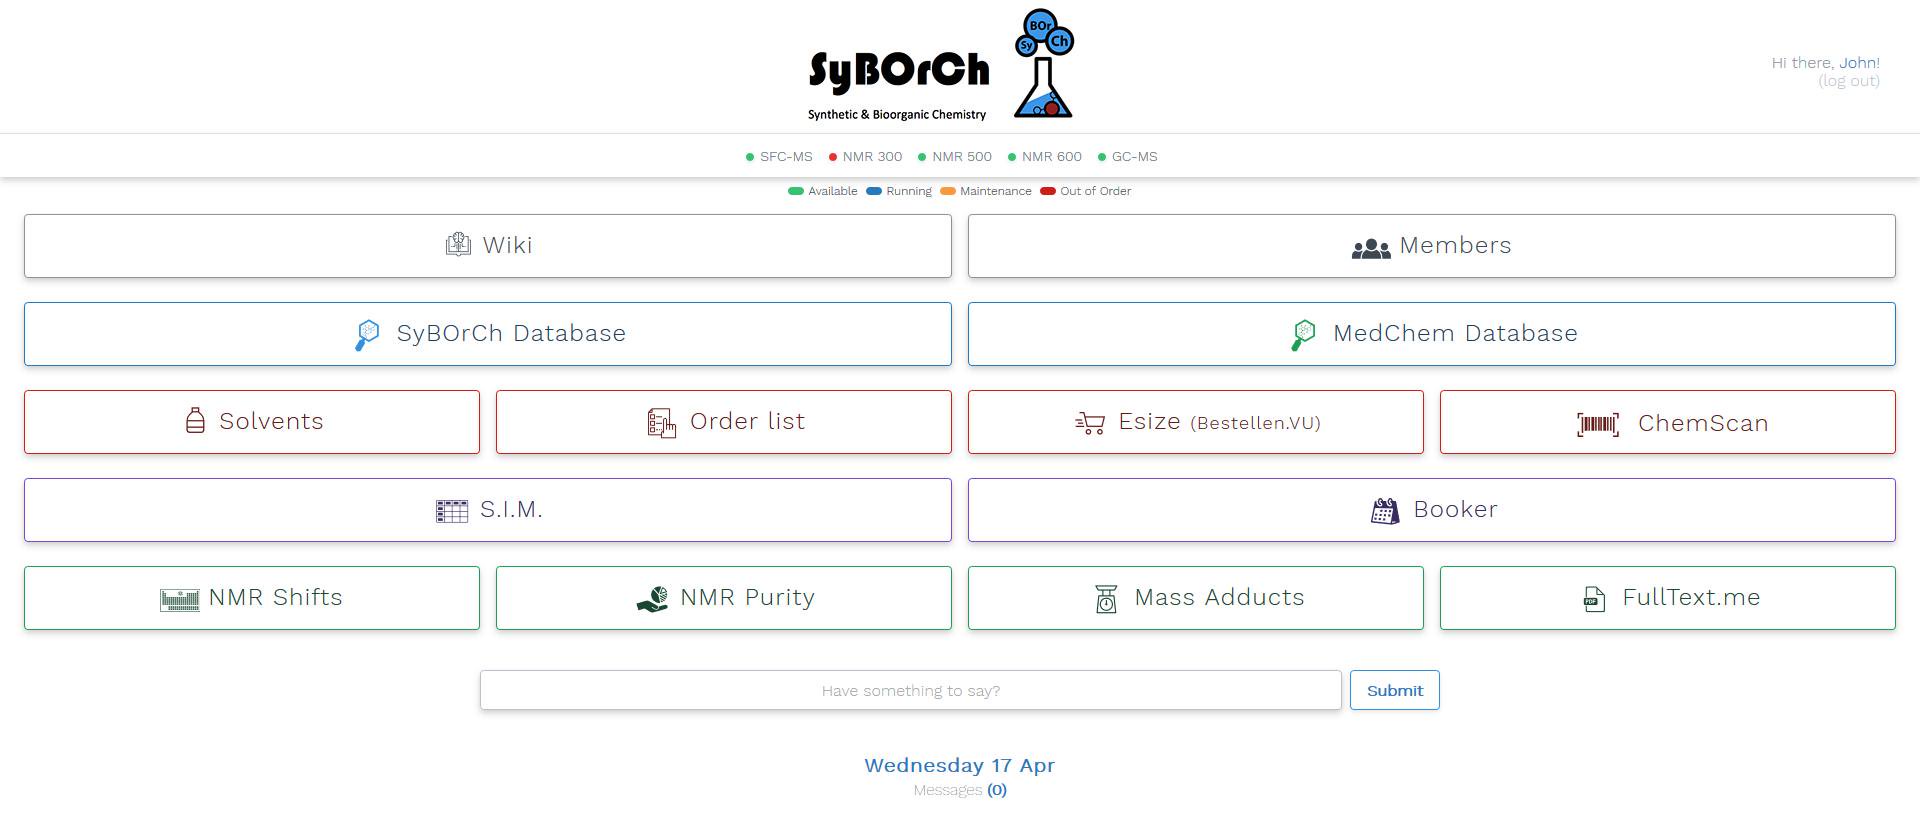 BOr
Sy Ch
SyBOrCh
Synthetic & Bioorganic Chemistry
Hi there, John!
(log out)
SFC-MS NMR 300 NMR 500 NMR 600 GC-MS
Available Running Maintenance Out of Order
Wiki Members
SyBOrCh Database MedChem Database
Solvents Order list Esize (Bestellen.VU) ChemScan
S.I.M. Booker
NMR Shifts NMR Purity Mass Adducts PDF FullText.me
Have something to say? Submit
Wednesday 17 Apr
Messages (0)